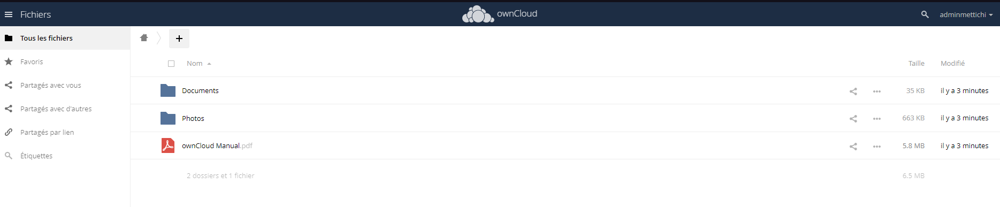 Fichiers
ownCloud
adminmettichi
Tous les fichiers
Favoris
Partagés avec vous
Partagés avec d'autres
Partagés par lien
Étiquettes
Nom Taille Modifié
Documents 35 KB il y a 3 minutes
Photos 663 KB il y a 3 minutes
ownCloud Manual.pdf 5.8 MB il y a 3 minutes
2 dossiers et 1 fichier 6.5 MB